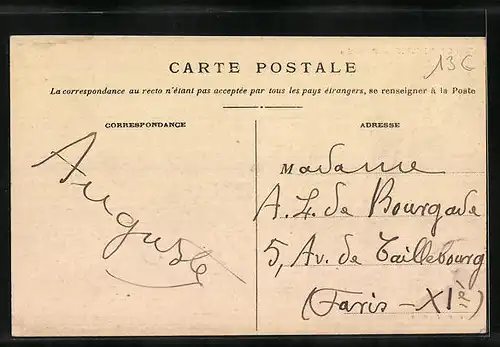 13C
CARTE POSTALE
La correspondance au recto n'étant pas acceptée par tous les pays étrangers, se renseigner à la Poste
CORRESPONDANCE
ADRESSE
Auguste
Madame
A. L. de Bourgade
5, Av. de Taillebourg
(Paris - XI